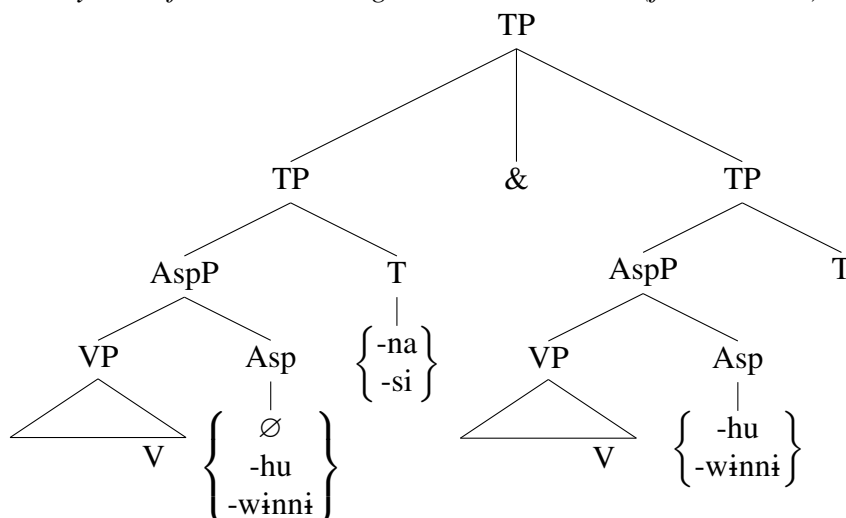 TP
TP & TP
AspP T AspP T
VP Asp -na VP Asp
-si
V ∅ V -hu
-hu -wɨnnɨ
-wɨnnɨ